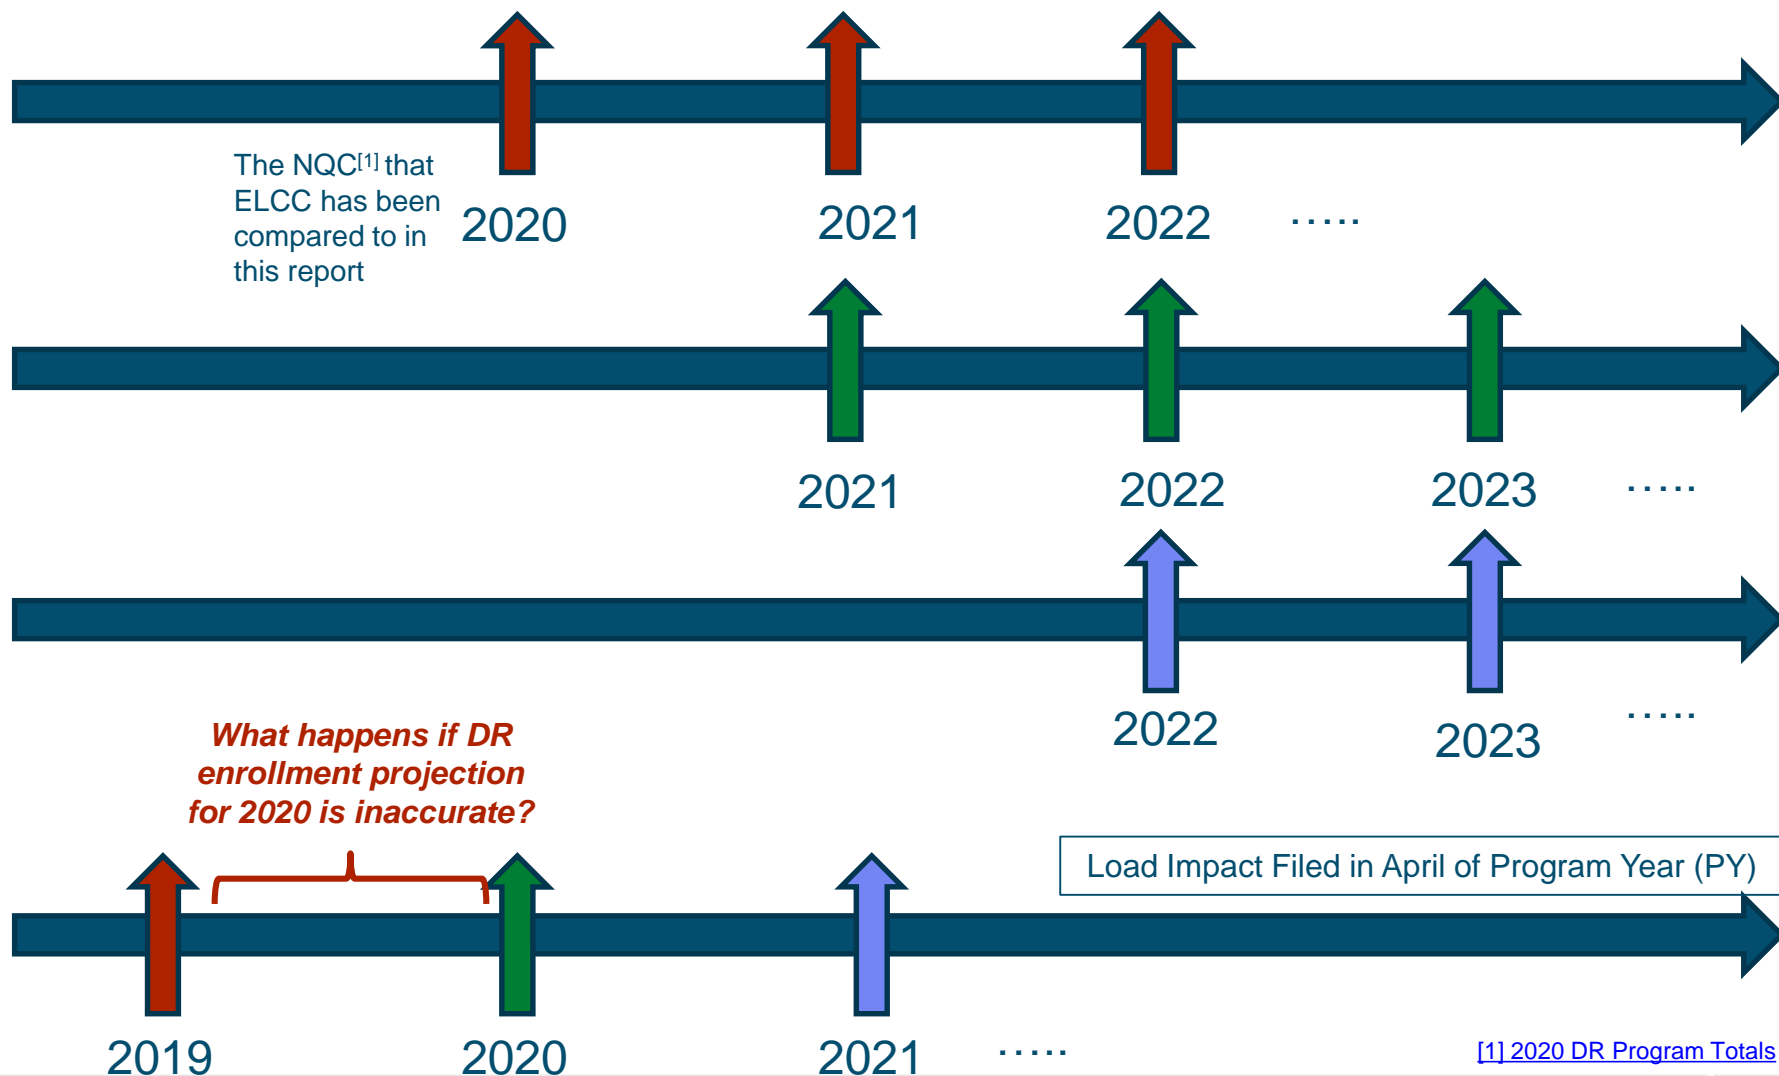 The NQC[1] that
ELCC has been
compared to in
this report
2020
2021
2022
.....
2021
2022
2023
.....
2022
2023
.....
What happens if DR
enrollment projection
for 2020 is inaccurate?
Load Impact Filed in April of Program Year (PY)
2019
2020
2021
.....
[1] 2020 DR Program Totals